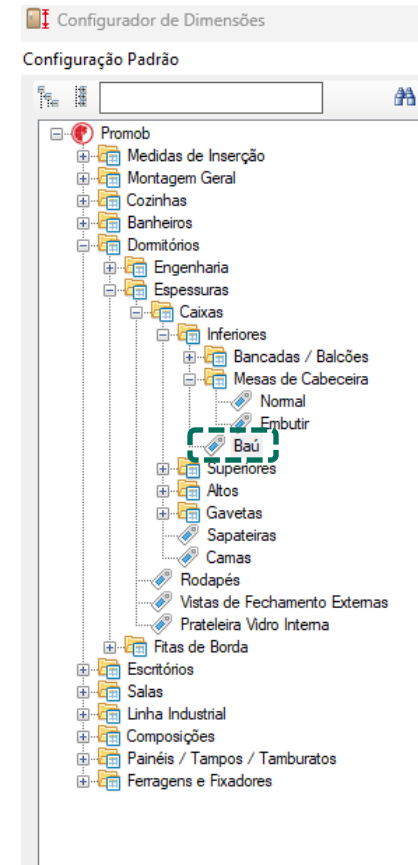 Configurador de Dimensões
Configuração Padrão
Promob
Medidas de Inserção
Montagem Geral
Cozinhas
Banheiros
Dormitórios
Engenharia
Espessuras
Caixas
Inferiores
Bancadas / Balcões
Mesas de Cabeceira
Normal
Embutir
Baú
Superiores
Altos
Gavetas
Sapateiras
Camas
Rodapés
Vistas de Fechamento Externas
Prateleira Vidro Interna
Fitas de Borda
Escritórios
Salas
Linha Industrial
Composições
Painéis / Tampos / Tamburatos
Ferragens e Fixadores